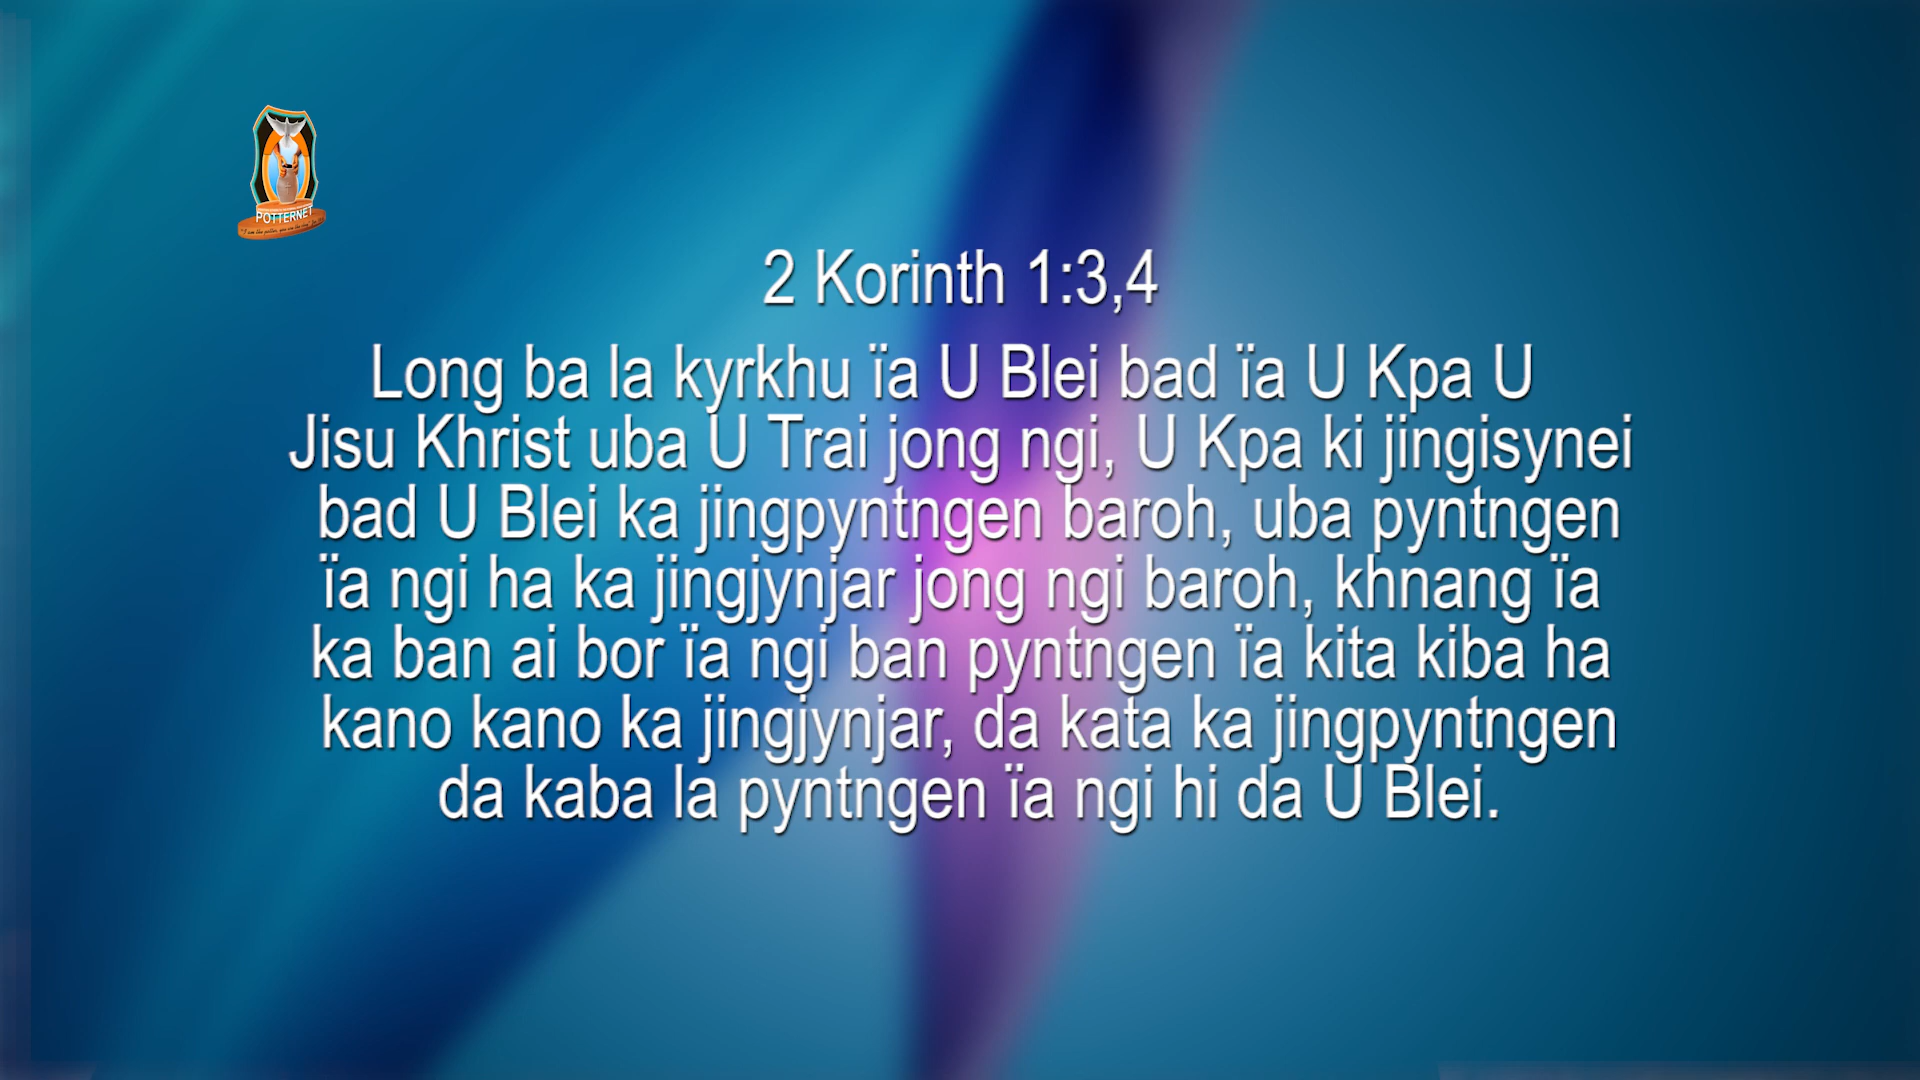 POTTERNET
2 Korinth 1:3,4
Long ba la kyrkhu ïa U Blei bad ïa U Kpa U
Jisu Khrist uba U Trai jong ngi, U Kpa ki jingisynei
bad U Blei ka jingpyntngen baroh, uba pyntngen
ïa ngi ha ka jingjynjar jong ngi baroh, khnang ïa
ka ban ai bor ïa ngi ban pyntngen ïa kita kiba ha
kano kano ka jingjynjar, da kata ka jingpyntngen
da kaba la pyntngen ïa ngi hi da U Blei.